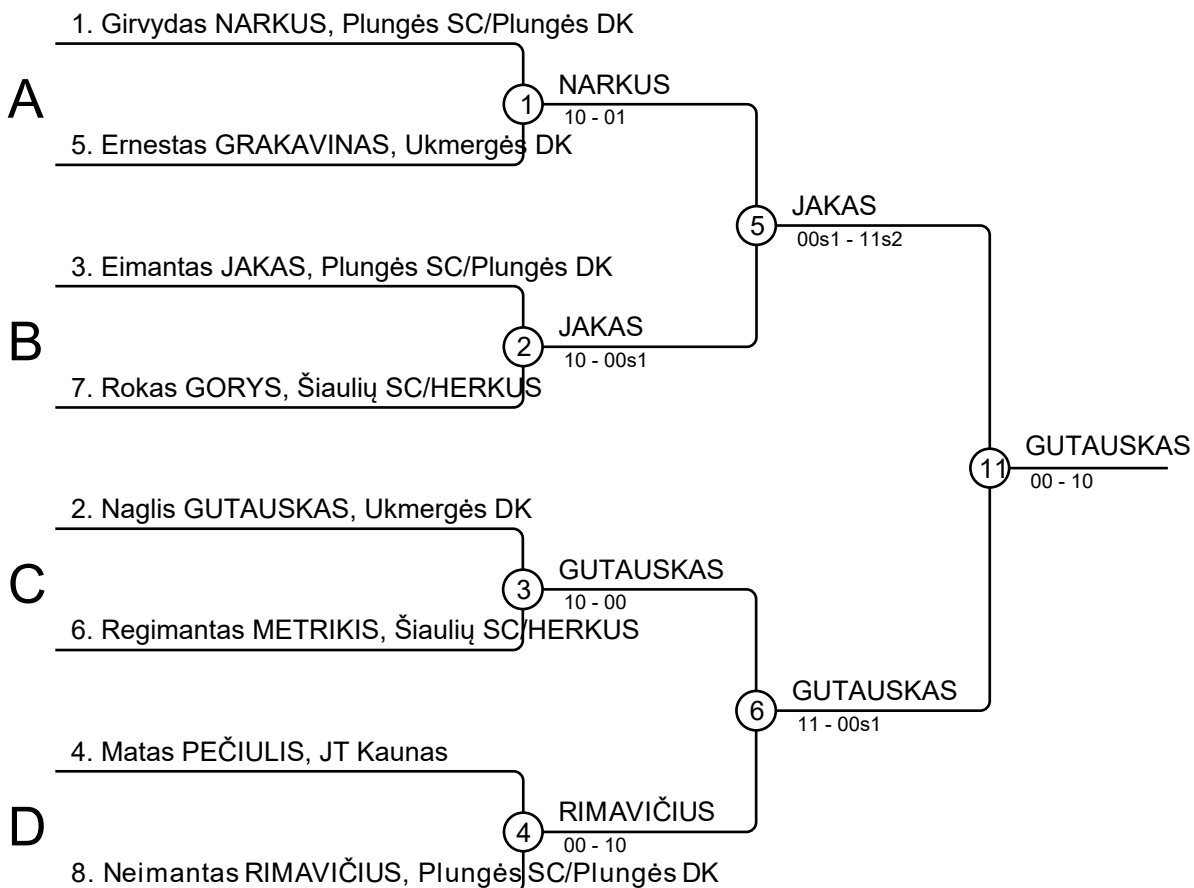 1. Girvydas NARKUS, Plungės SC/Plungės DK
A
1
NARKUS
10 - 01
5. Ernestas GRAKAVINAS, Ukmergės DK
5
JAKAS
00s1 - 11s2
3. Eimantas JAKAS, Plungės SC/Plungės DK
B
2
JAKAS
10 - 00s1
7. Rokas GORYS, Šiaulių SC/HERKUS
11
GUTAUSKAS
00 - 10
2. Naglis GUTAUSKAS, Ukmergės DK
C
3
GUTAUSKAS
10 - 00
6. Regimantas METRIKIS, Šiaulių SC/HERKUS
6
GUTAUSKAS
11 - 00s1
4. Matas PEČIULIS, JT Kaunas
D
4
RIMAVIČIUS
00 - 10
8. Neimantas RIMAVIČIUS, Plungės SC/Plungės DK